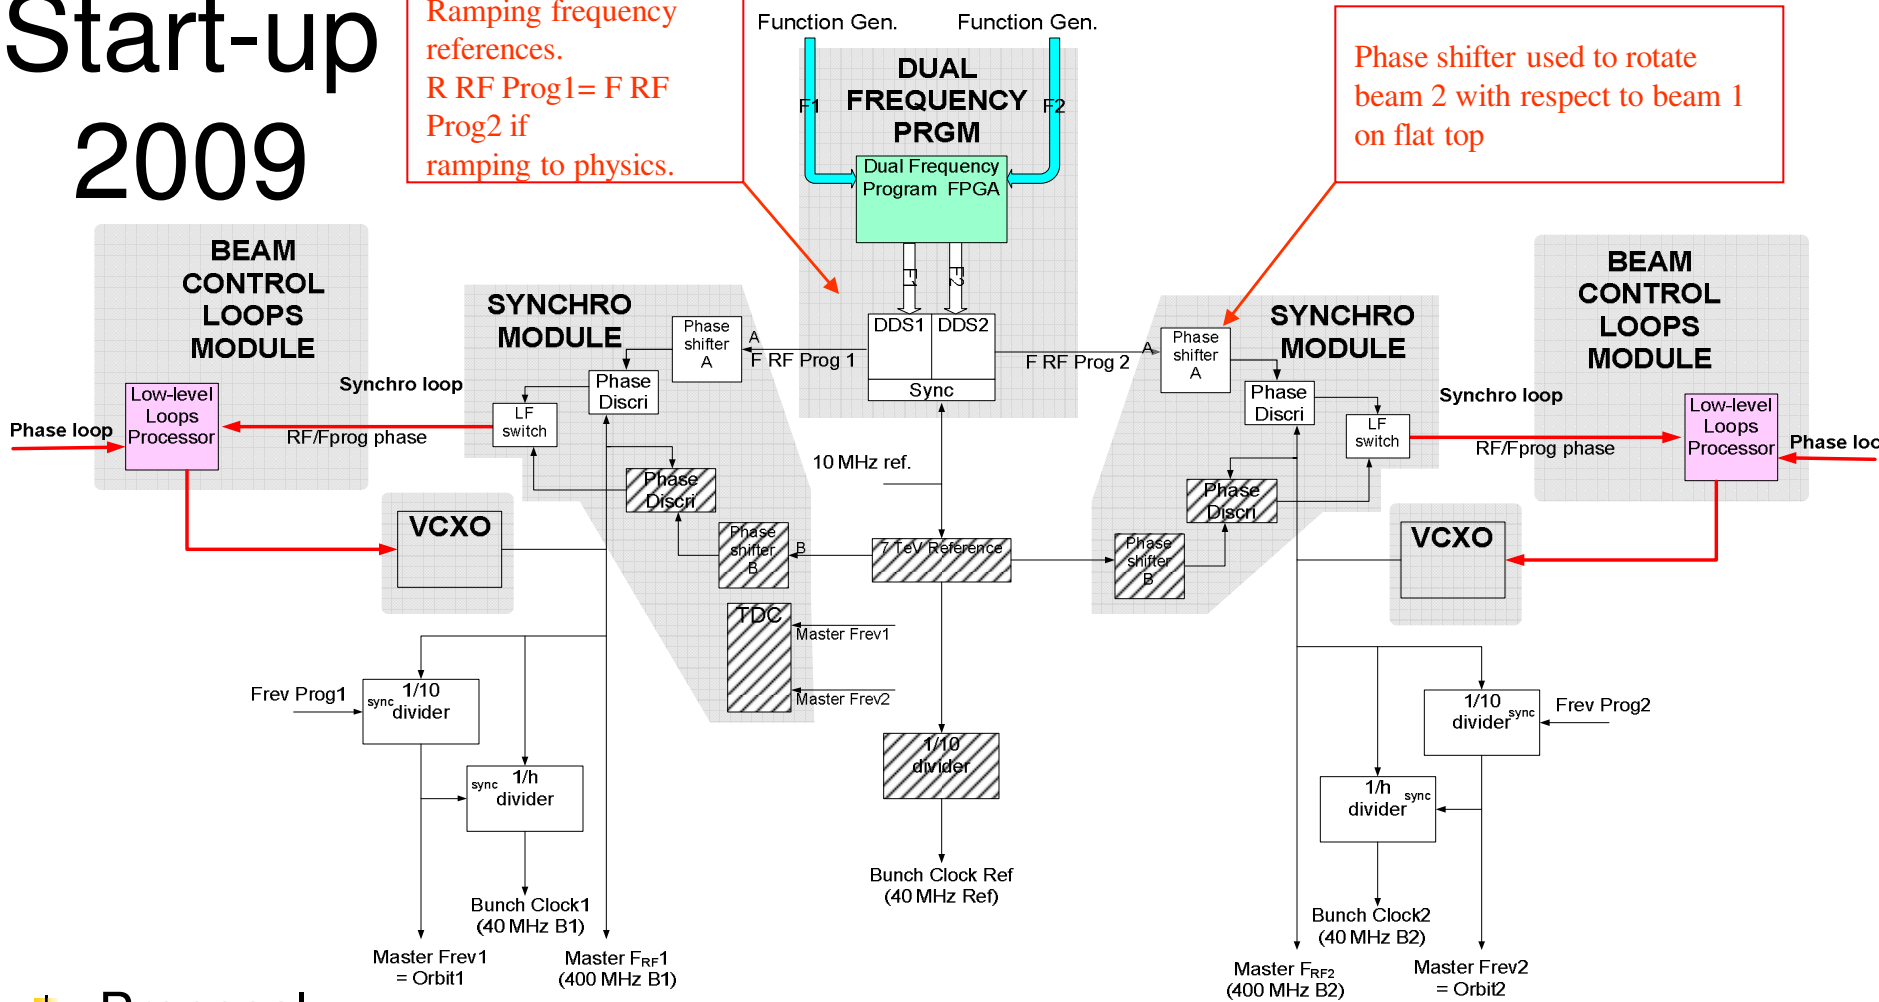 Start-up
2009
Ramping frequency
references.
R RF Prog1= F RF
Prog2 if
ramping to physics.
Function Gen.
Function Gen.
F1
F2
DUAL
FREQUENCY
PRGM
Dual Frequency
Program FPGA
F1
F2
DDS1
DDS2
Sync
Phase shifter used to rotate
beam 2 with respect to beam 1
on flat top
BEAM
CONTROL
LOOPS
MODULE
Low-level
Loops
Processor
Phase loop
Synchro loop
RF/Fprog phase
SYNCHRO
MODULE
Phase
shifter
A
A
F RF Prog 1
Phase
Discri
LF
switch
Phase
Discri
Phase
shifter
B
B
TDC
Master Frev1
Master Frev2
VCXO
10 MHz ref.
7 TeV Reference
1/10
divider
Bunch Clock Ref
(40 MHz Ref)
Frev Prog1
sync
1/10
divider
sync
1/h
divider
Bunch Clock1
(40 MHz B1)
Master Frev1
= Orbit1
Master FRF1
(400 MHz B1)
F RF Prog 2
A
Phase
shifter
A
SYNCHRO
MODULE
Phase
Discri
LF
switch
Phase
Discri
Phase
shifter
B
Synchro loop
RF/Fprog phase
BEAM
CONTROL
LOOPS
MODULE
Low-level
Loops
Processor
Phase loo
VCXO
1/10
divider
sync
Frev Prog2
1/h
divider
sync
Bunch Clock2
(40 MHz B2)
Master FRF2
(400 MHz B2)
Master Frev2
= Orbit2